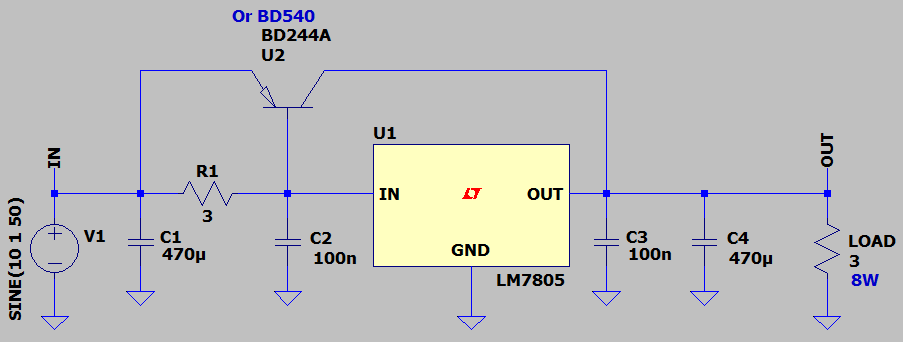 Or BD540
BD244A
U2
U1
IN
R1
3
IN
OUT
GND
LM7805
OUT
SINE(10 1 50)
V1
C1
470µ
C2
100n
C3
100n
C4
470µ
LOAD
3
8W